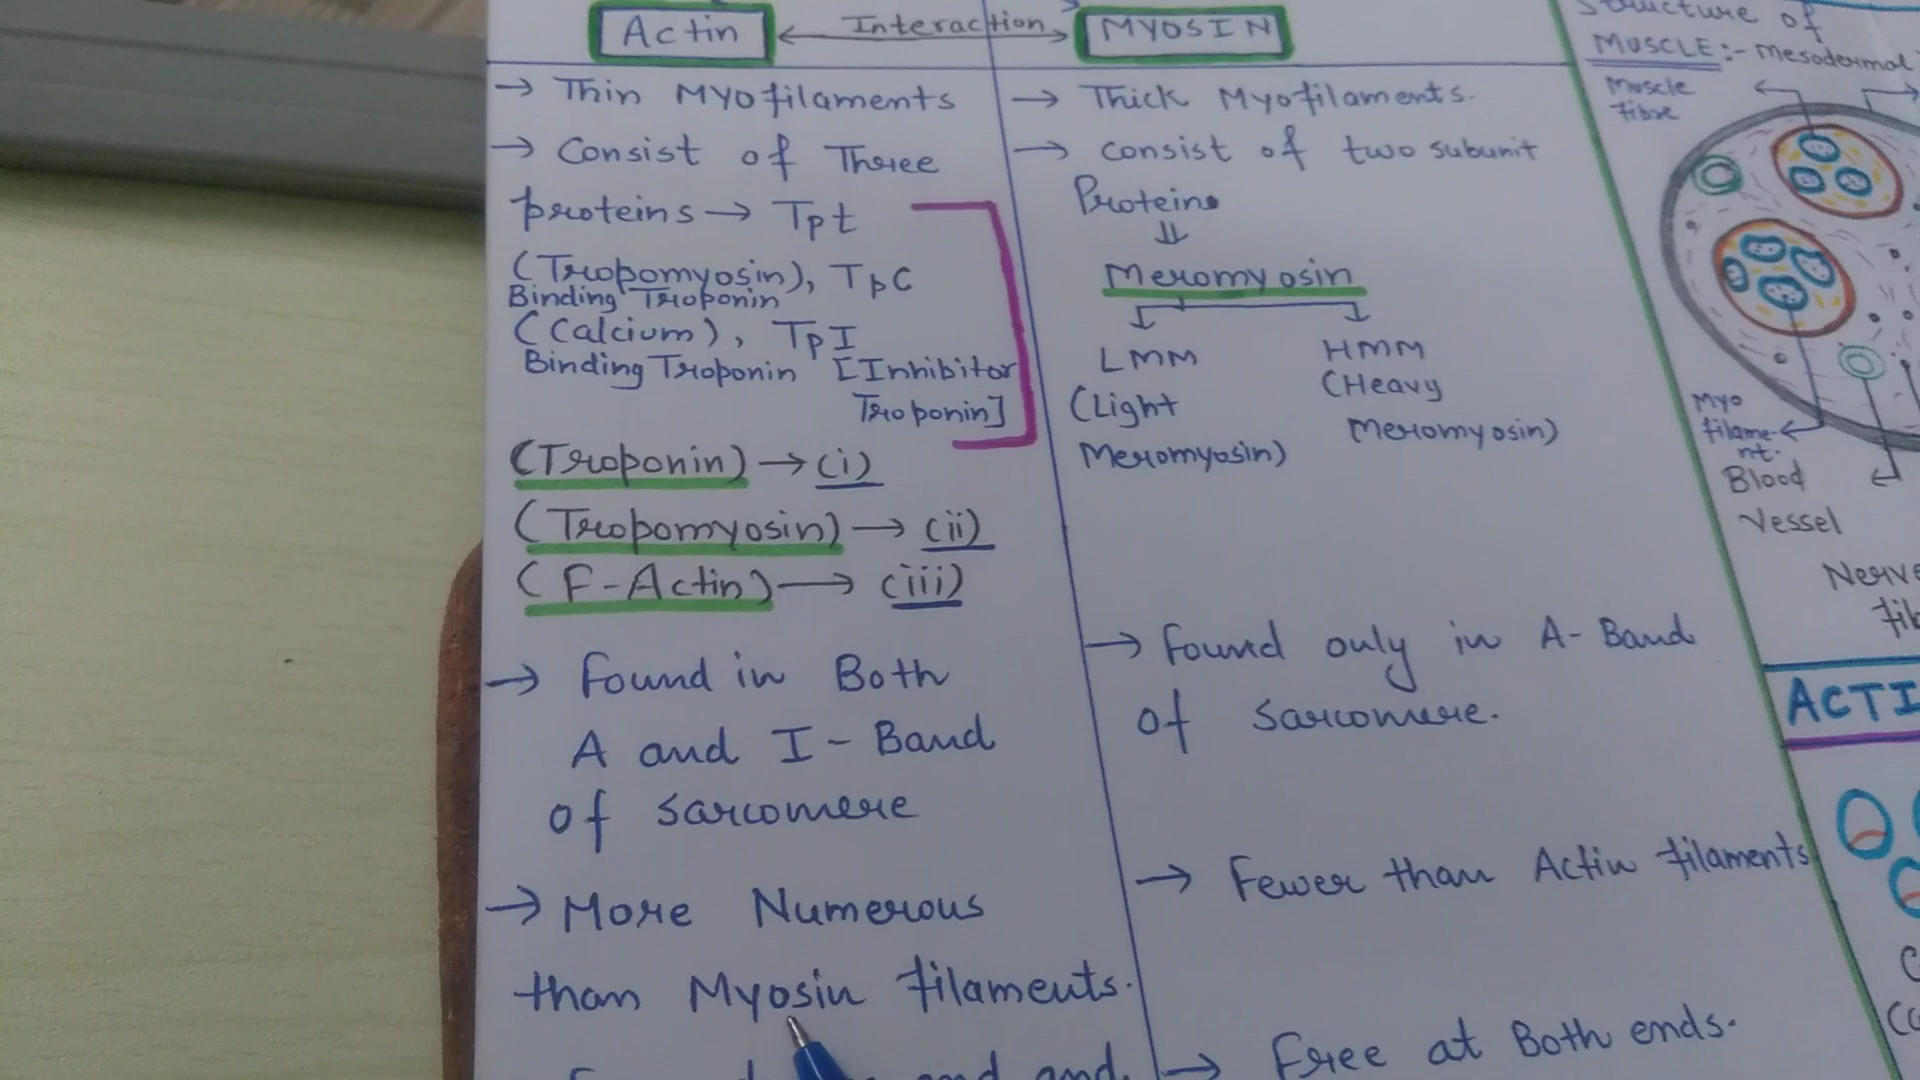 Actin ←Interaction→ MYOSIN
→ Thin Myofilaments
→ Consist of Three
proteins → Tpt
(Tropomyosin), TpC
Binding Troponin
(Calcium), TpI
Binding Troponin [Inhibitor
Troponin]
(Troponin) → (i)
(Tropomyosin) → (ii)
(F-Actin) → (iii)
→ Found in Both
A and I-Band
of sarcomere
→ More Numerous
than Myosin filaments.
→ Thick Myofilaments.
→ consist of two subunit
Proteins
⇓
Meromyosin
LMM
(Light
Meromyosin)
HMM
(Heavy
Meromyosin)
→ Found only in A-Band
of sarcomere.
→ Fewer than Actin filaments
→ Free at Both ends.
Structure of
MUSCLE:- Mesodermal
Muscle
fibre
Myo
filame-
nt.
Blood
Vessel
Nerve
fib
ACTI